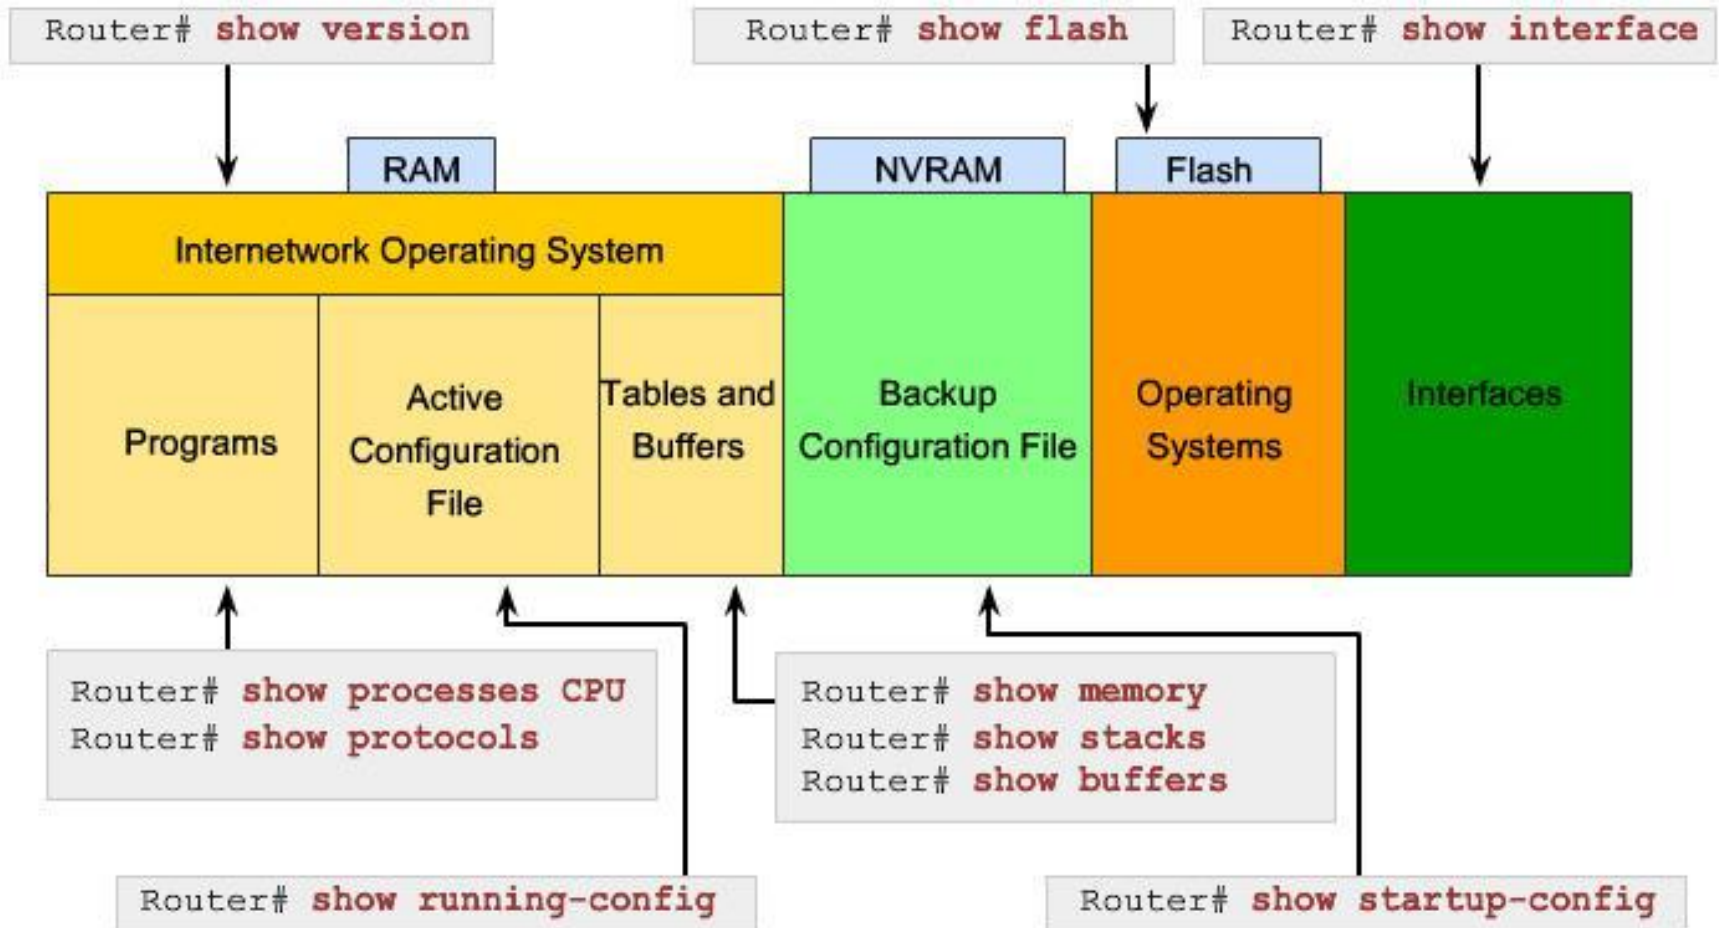 Router# show version
Router# show flash
Router# show interface
RAM
NVRAM
Flash
Internetwork Operating System
Programs
Active
Configuration
File
Tables and
Buffers
Backup
Configuration File
Operating
Systems
Interfaces
Router# show processes CPU
Router# show protocols
Router# show memory
Router# show stacks
Router# show buffers
Router# show running-config
Router# show startup-config